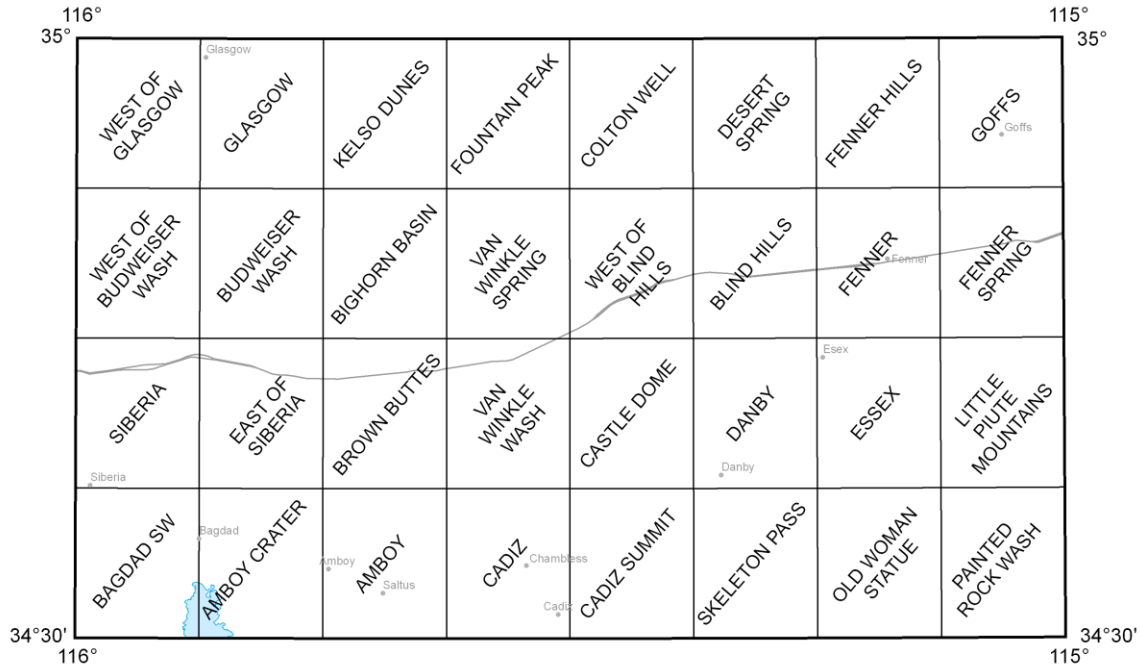 116°
115°
35°
35°
Glasgow
WEST OF
GLASGOW
GLASGOW
KELSO DUNES
FOUNTAIN PEAK
COLTON WELL
DESERT
SPRING
FENNER HILLS
GOFFS
Goffs
WEST OF
BUDWEISER
WASH
BUDWEISER
WASH
BIGHORN BASIN
VAN
WINKLE
SPRING
WEST OF
BLIND
HILLS
BLIND HILLS
FENNER
Fenner
FENNER
SPRING
SIBERIA
Siberia
EAST OF
SIBERIA
BROWN BUTTES
VAN
WINKLE
WASH
CASTLE DOME
DANBY
Danby
Esex
ESSEX
LITTLE
PIUTE
MOUNTAINS
BAGDAD SW
Bagdad
AMBOY CRATER
Amboy
AMBOY
Saltus
CADIZ
Chambless
Cadiz
CADIZ SUMMIT
SKELETON PASS
OLD WOMAN
STATUE
PAINTED
ROCK WASH
34°30'
34°30'
116°
115°